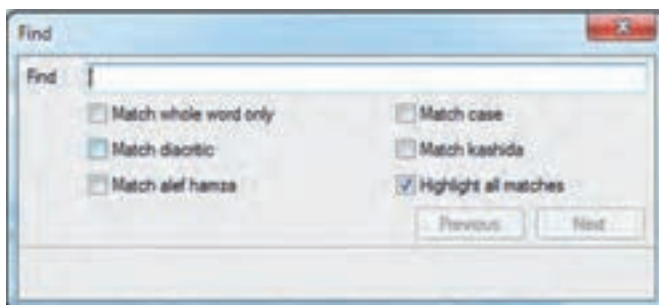 Find
Find
Match whole word only Match case
Match diacritic Match kashida
Match alef hamza Highlight all matches
Previous Next